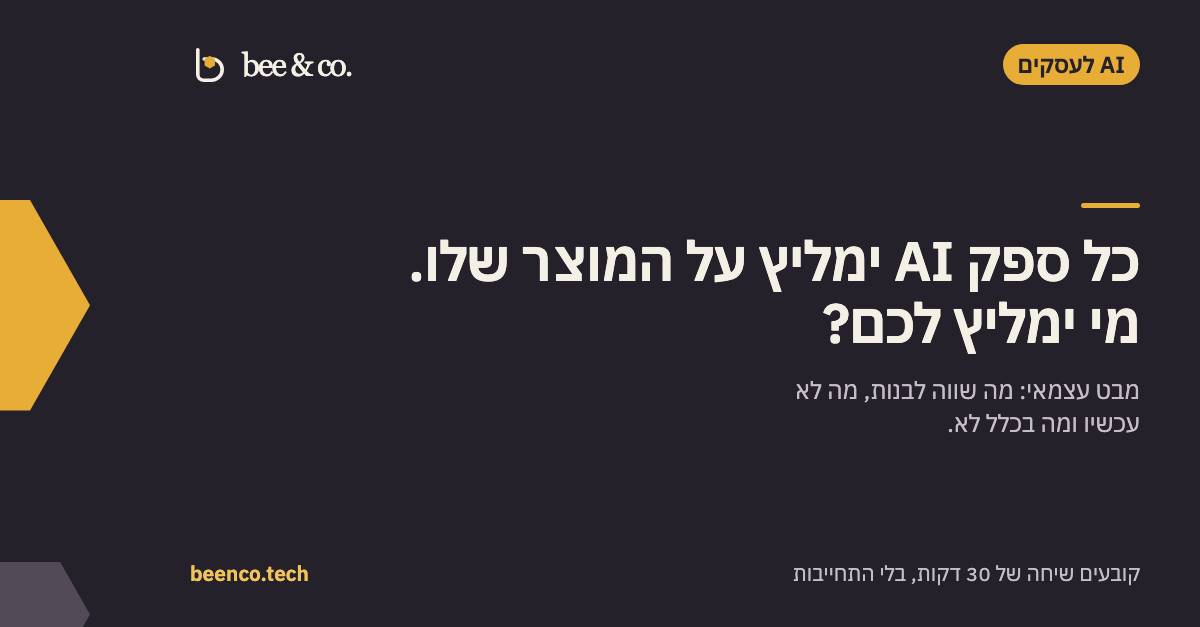 AI לעסקים
bee & co.
כל ספק AI ימליץ על המוצר שלו.
מי ימליץ לכם?
מבט עצמאי: מה שווה לבנות, מה לא
עכשיו ומה בכלל לא.
קובעים שיחה של 30 דקות, בלי התחייבות
beenco.tech